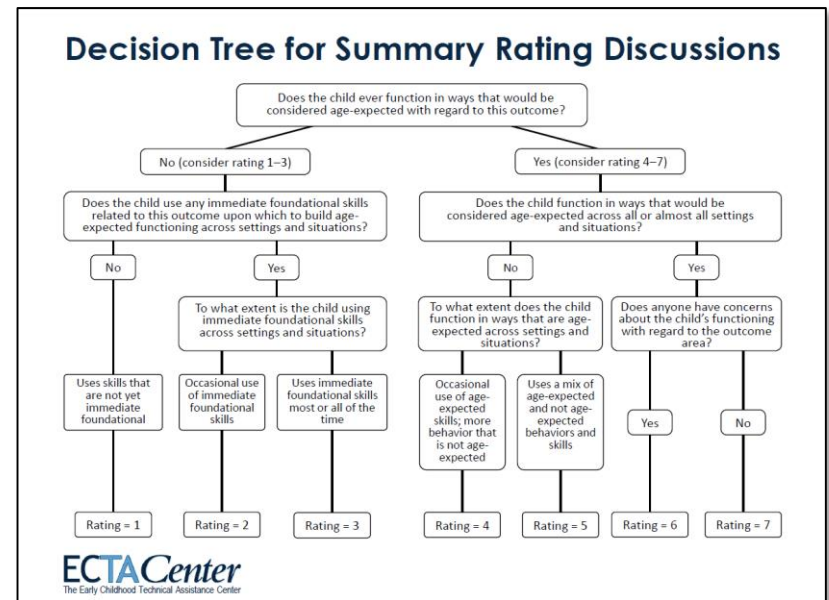 Decision Tree for Summary Rating Discussions
Does the child ever function in ways that would be
considered age-expected with regard to this outcome?
No (consider rating 1–3)
Yes (consider rating 4–7)
Does the child use any immediate foundational skills
related to this outcome upon which to build age-
expected functioning across settings and situations?
Does the child function in ways that would be
considered age-expected across all or almost all settings
and situations?
No
Yes
No
Yes
To what extent is the child using
immediate foundational skills
across settings and situations?
To what extent does the child
function in ways that are age-
expected across settings and
situations?
Does anyone have concerns
about the child's functioning
with regard to the outcome
area?
Uses skills that
are not yet
immediate
foundational
Occasional use
of immediate
foundational
skills
Uses immediate
foundational skills
most or all of the
time
Occasional
use of age-
expected
skills; more
behavior that
is not age-
expected
Uses a mix of
age-expected
and not age-
expected
behaviors and
skills
Yes
No
Rating = 1
Rating = 2
Rating = 3
Rating = 4
Rating = 5
Rating = 6
Rating = 7
ECTACenter
The Early Childhood Technical Assistance Center